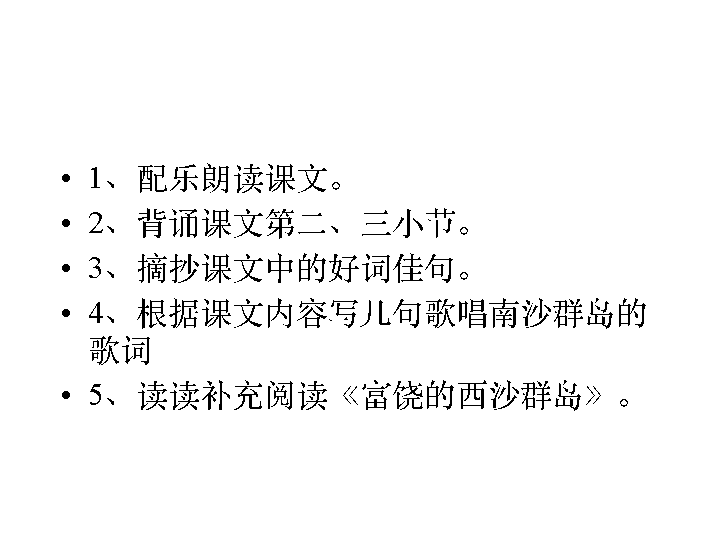 • 1、配乐朗读课文。
• 2、背诵课文第二、三小节。
• 3、摘抄课文中的好词佳句。
• 4、根据课文内容写几句歌唱南沙群岛的
歌词
• 5、读读补充阅读《富饶的西沙群岛》。